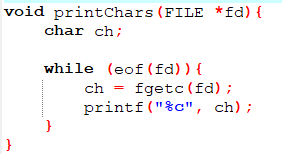 void printChars(FILE *fd){
char ch;
while (eof(fd)){
ch = fgetc(fd);
printf("%c", ch);
}
}